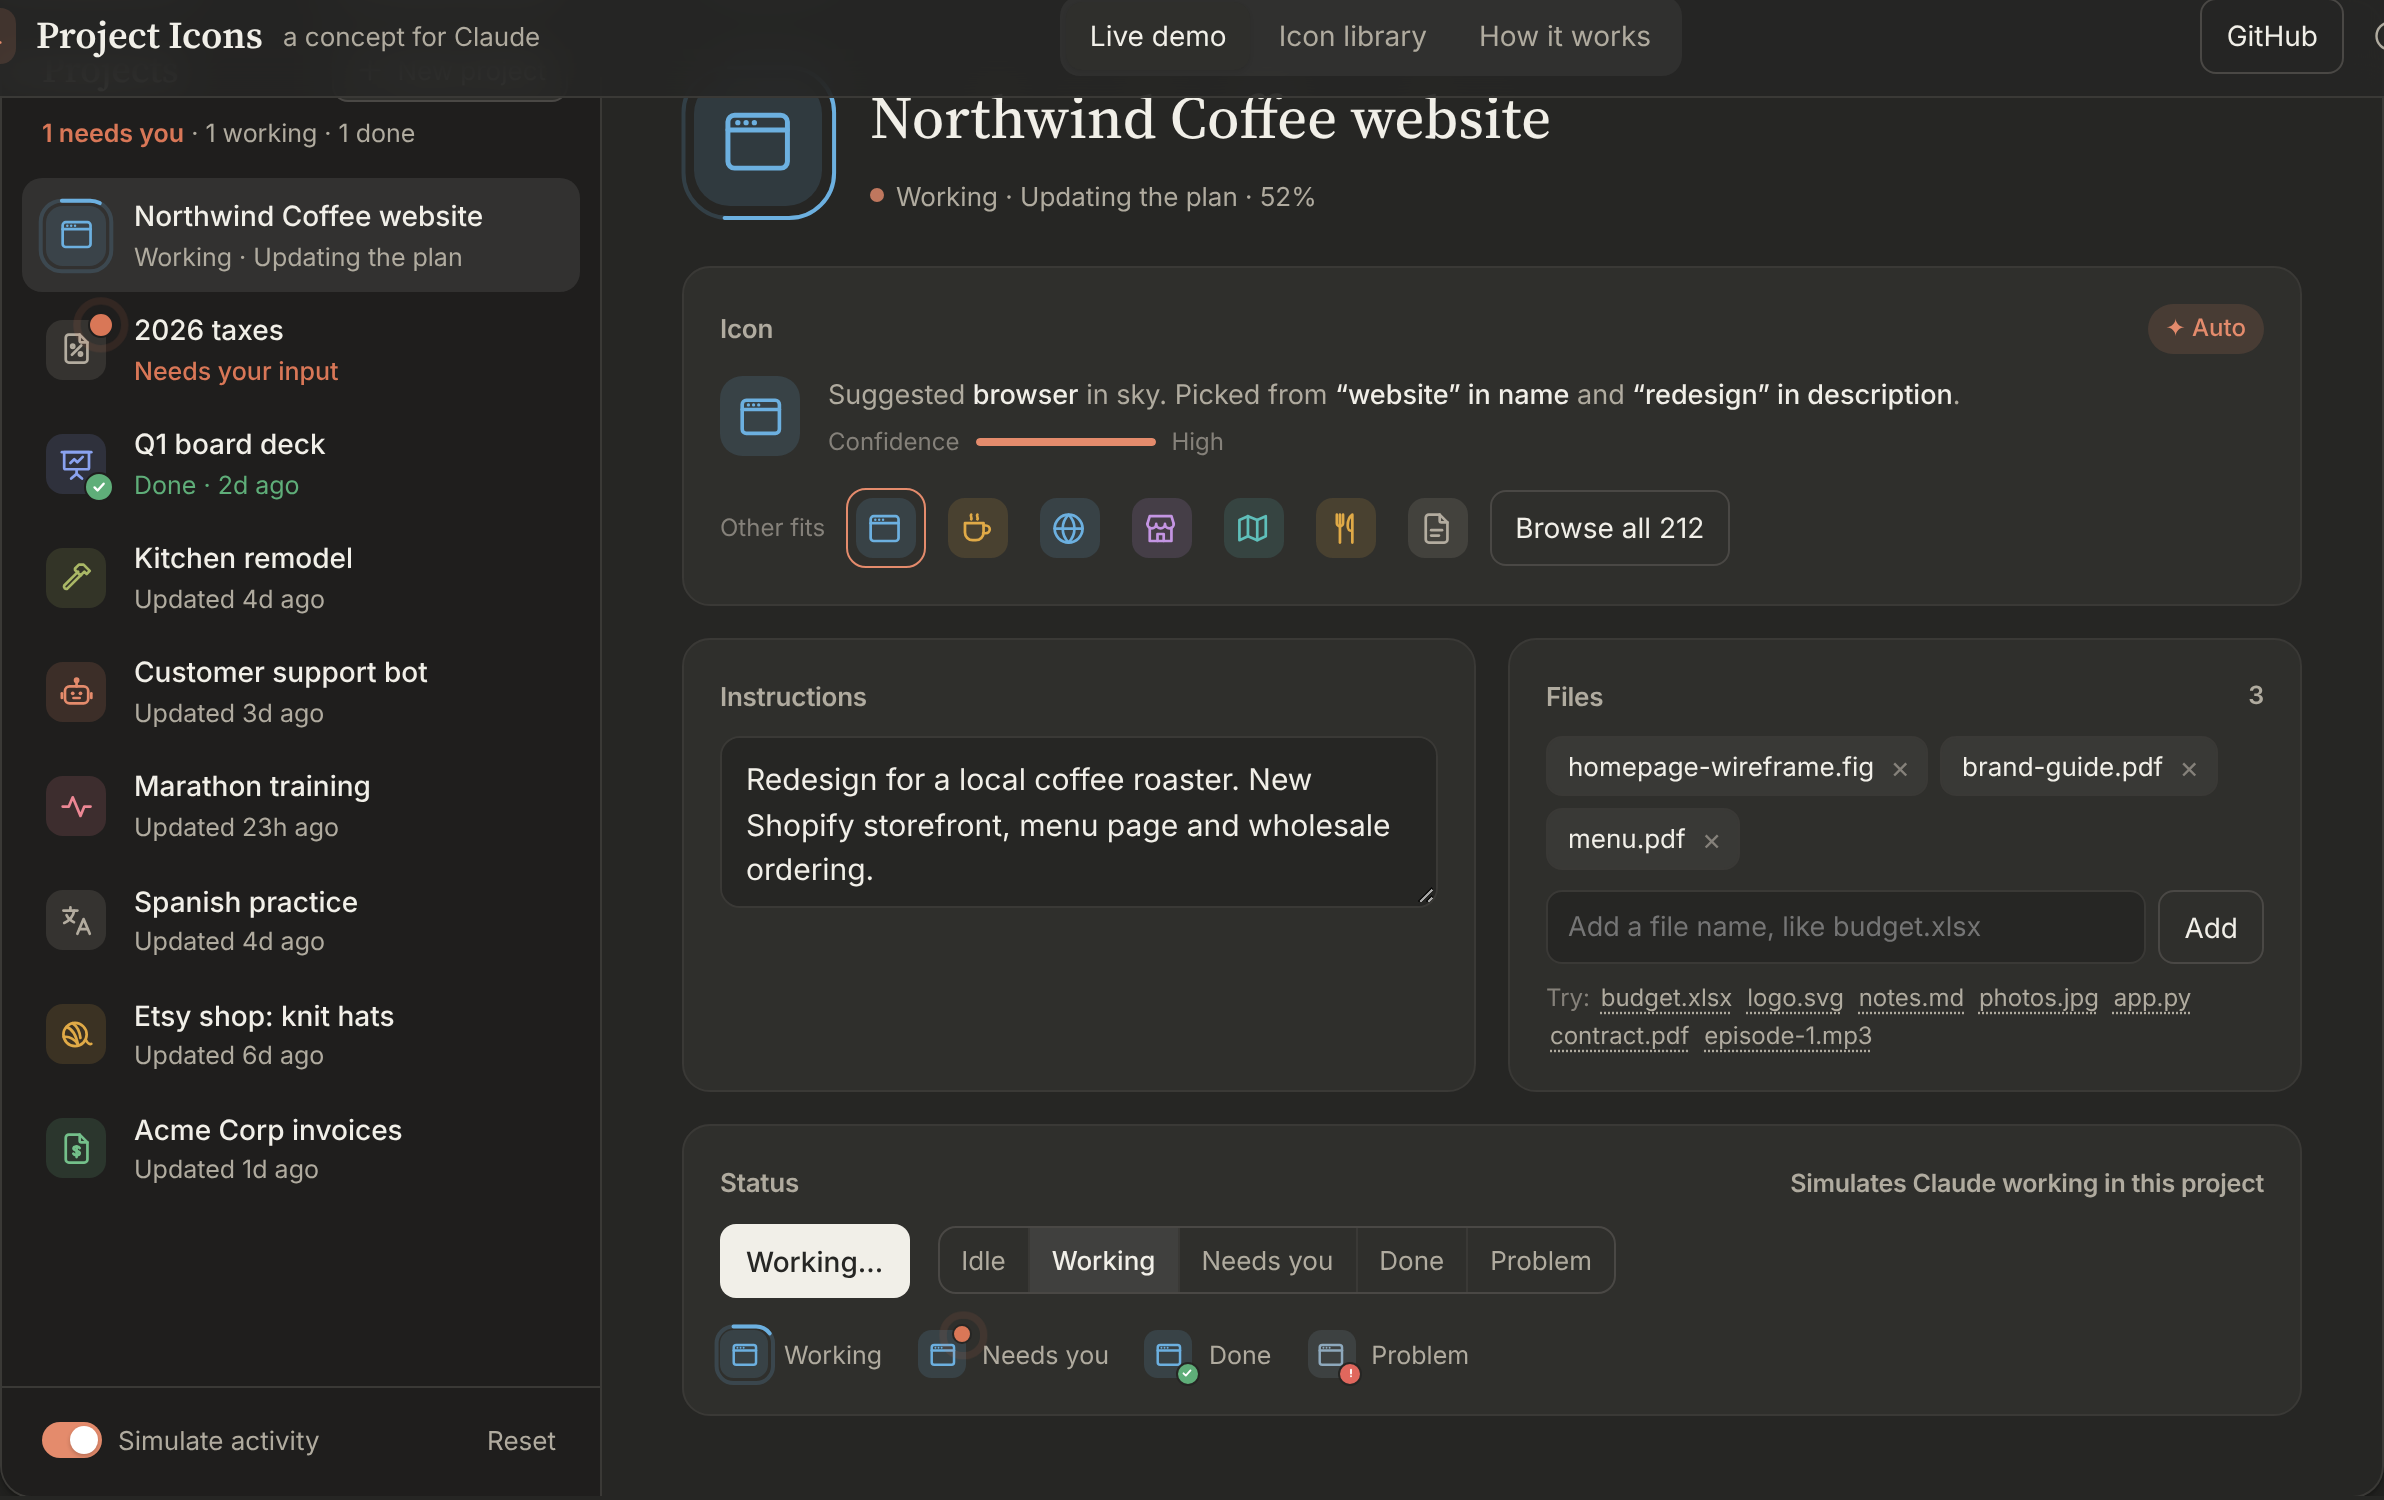 Project Icons a concept for Claude
Live demo Icon library How it works
GitHub
Projects
New project
1 needs you · 1 working · 1 done
Northwind Coffee website
Working · Updating the plan
2026 taxes
Needs your input
Q1 board deck
Done · 2d ago
Kitchen remodel
Updated 4d ago
Customer support bot
Updated 3d ago
Marathon training
Updated 23h ago
Spanish practice
Updated 4d ago
Etsy shop: knit hats
Updated 6d ago
Acme Corp invoices
Updated 1d ago
Simulate activity Reset
Northwind Coffee website
Working · Updating the plan · 52%
Icon
✦ Auto
Suggested browser in sky. Picked from “website” in name and “redesign” in description.
Confidence High
Other fits Browse all 212
Instructions
Redesign for a local coffee roaster. New
Shopify storefront, menu page and wholesale
ordering.
Files 3
homepage-wireframe.fig × brand-guide.pdf ×
menu.pdf ×
Add a file name, like budget.xlsx Add
Try: budget.xlsx logo.svg notes.md photos.jpg app.py
contract.pdf episode-1.mp3
Status Simulates Claude working in this project
Working... Idle Working Needs you Done Problem
Working Needs you Done Problem